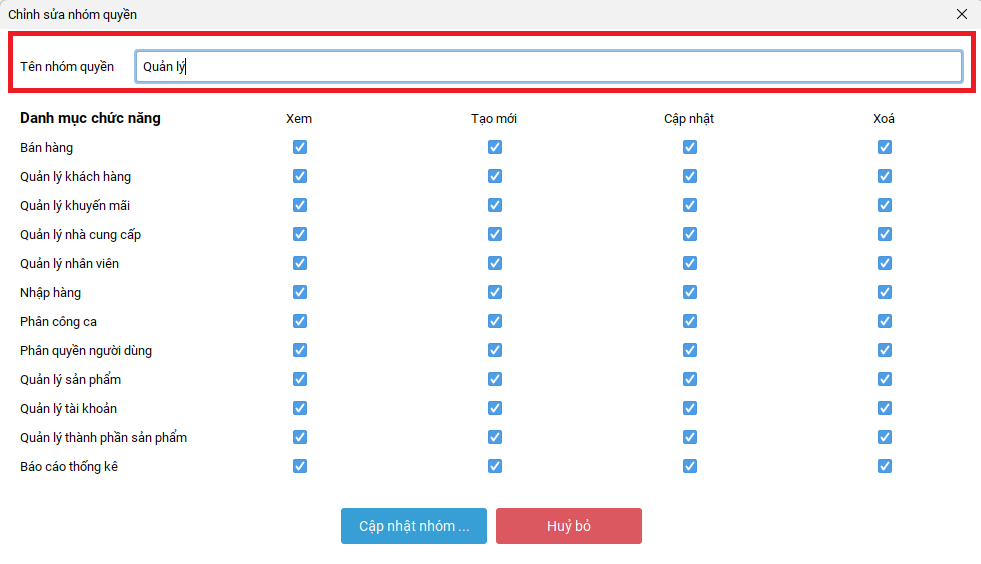 Chỉnh sửa nhóm quyền
Tên nhóm quyền Quản lý
Danh mục chức năng Xem Tạo mới Cập nhật Xoá
Bán hàng
Quản lý khách hàng
Quản lý khuyến mãi
Quản lý nhà cung cấp
Quản lý nhân viên
Nhập hàng
Phân công ca
Phân quyền người dùng
Quản lý sản phẩm
Quản lý tài khoản
Quản lý thành phần sản phẩm
Báo cáo thống kê
Cập nhật nhóm ... Huỷ bỏ